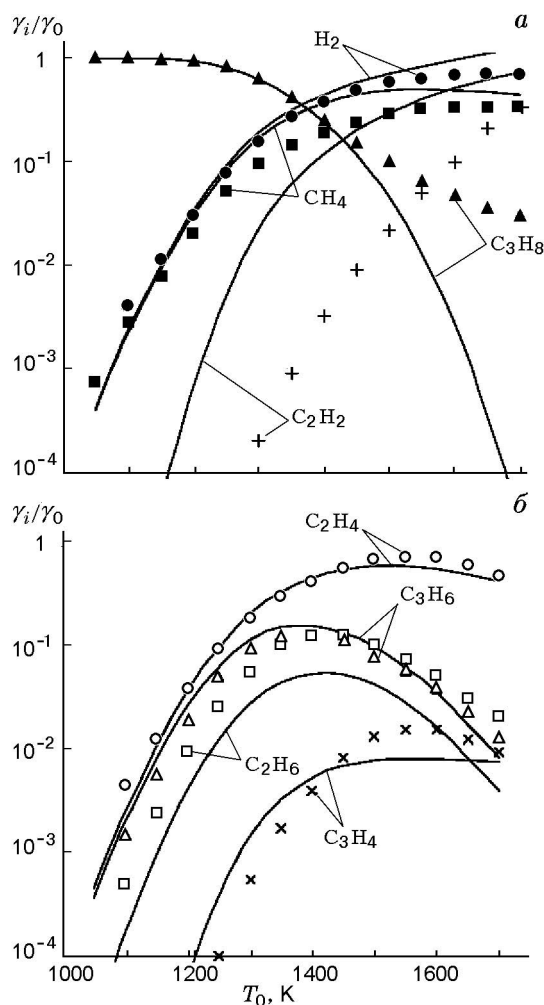 γᵢ/γ₀
а
H₂
1
10⁻¹
CH₄
C₃H₈
10⁻²
10⁻³
C₂H₂
10⁻⁴
γᵢ/γ₀
б
C₂H₄
1
C₃H₆
10⁻¹
10⁻²
C₂H₆
C₃H₄
10⁻³
10⁻⁴
1000 1200 1400 1600
T₀, K